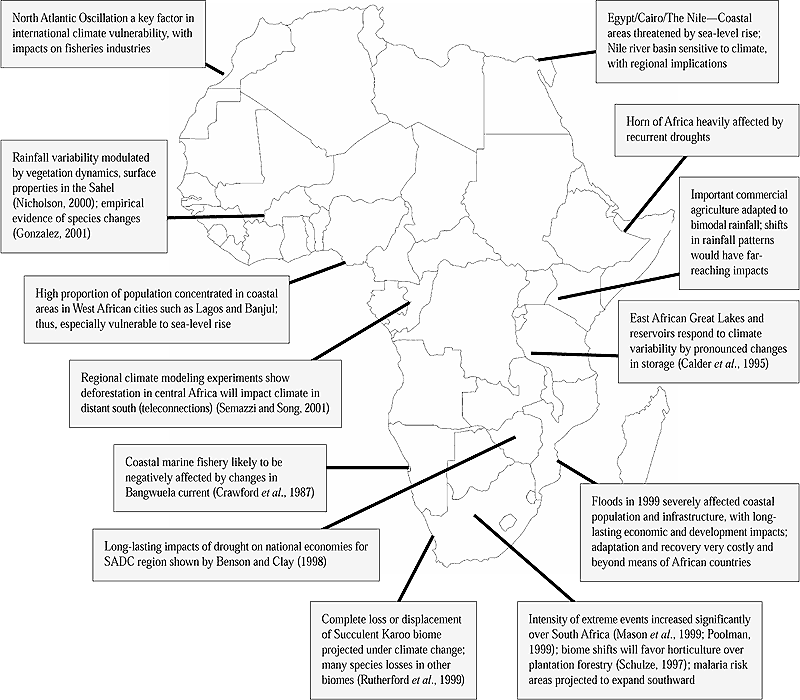 North Atlantic Oscillation a key factor in
international climate vulnerability, with
impacts on fisheries industries
Egypt/Cairo/The Nile—Coastal
areas threatened by sea-level rise;
Nile river basin sensitive to climate,
with regional implications
Horn of Africa heavily affected by
recurrent droughts
Rainfall variability modulated
by vegetation dynamics, surface
properties in the Sahel
(Nicholson, 2000); empirical
evidence of species changes
(Gonzalez, 2001)
Important commercial
agriculture adapted to
bimodal rainfall; shifts
in rainfall patterns
would have far-
reaching impacts
High proportion of population concentrated in coastal
areas in West African cities such as Lagos and Banjul;
thus, especially vulnerable to sea-level rise
East African Great Lakes and
reservoirs respond to climate
variability by pronounced changes
in storage (Calder et al., 1995)
Regional climate modeling experiments show
deforestation in central Africa will impact climate in
distant south (teleconnections) (Semazzi and Song, 2001)
Coastal marine fishery likely to be
negatively affected by changes in
Bangwuela current (Crawford et al., 1987)
Floods in 1999 severely affected coastal
population and infrastructure, with long-
lasting economic and development impacts;
adaptation and recovery very costly and
beyond means of African countries
Long-lasting impacts of drought on national economies for
SADC region shown by Benson and Clay (1998)
Complete loss or displacement
of Succulent Karoo biome
projected under climate change;
many species losses in other
biomes (Rutherford et al., 1999)
Intensity of extreme events increased significantly
over South Africa (Mason et al., 1999; Poolman,
1999); biome shifts will favor horticulture over
plantation forestry (Schulze, 1997); malaria risk
areas projected to expand southward